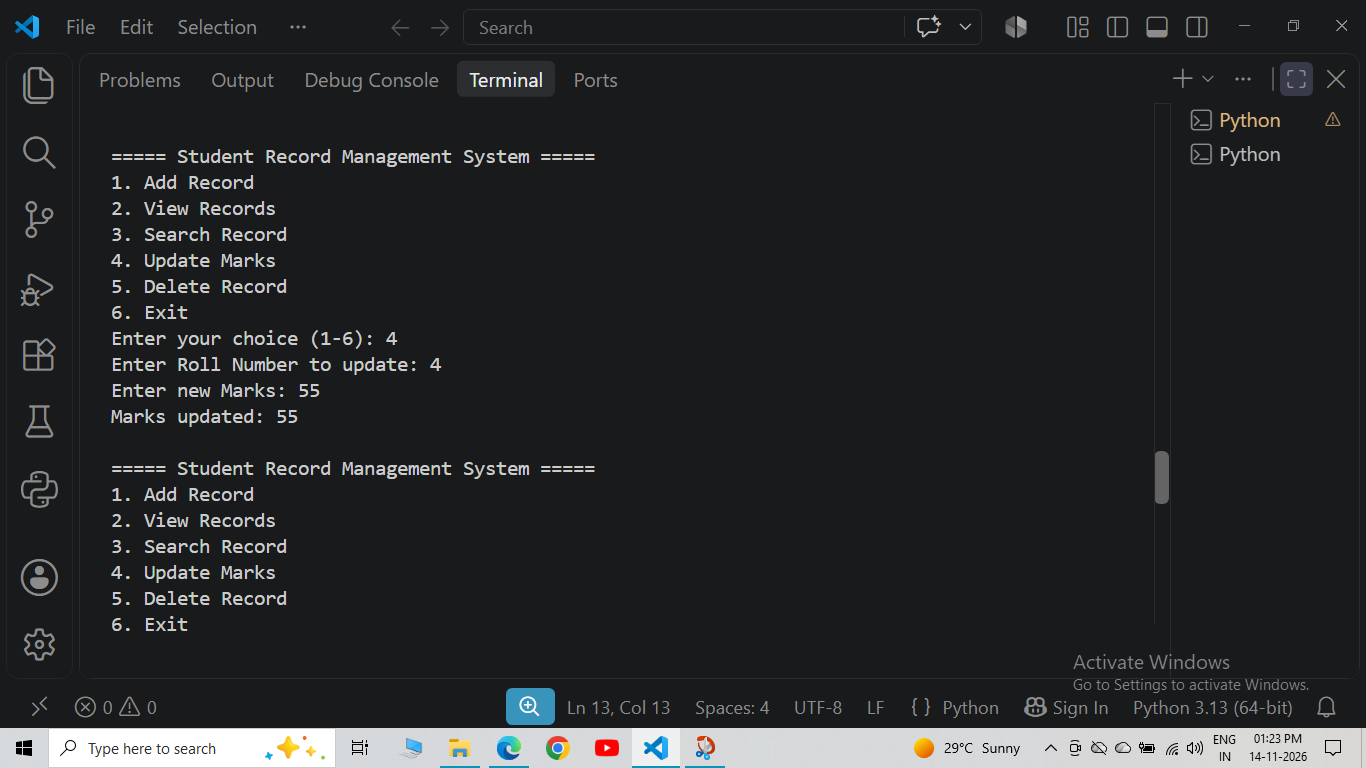 File Edit Selection ··· Search
Problems Output Debug Console Terminal Ports
Python
Python
===== Student Record Management System =====
1. Add Record
2. View Records
3. Search Record
4. Update Marks
5. Delete Record
6. Exit
Enter your choice (1-6): 4
Enter Roll Number to update: 4
Enter new Marks: 55
Marks updated: 55
===== Student Record Management System =====
1. Add Record
2. View Records
3. Search Record
4. Update Marks
5. Delete Record
6. Exit
Activate Windows
Go to Settings to activate Windows.
0 0 Ln 13, Col 13 Spaces: 4 UTF-8 LF { } Python Sign In Python 3.13 (64-bit)
Type here to search 29°C Sunny ENG 01:23 PM
IN 14-11-2026